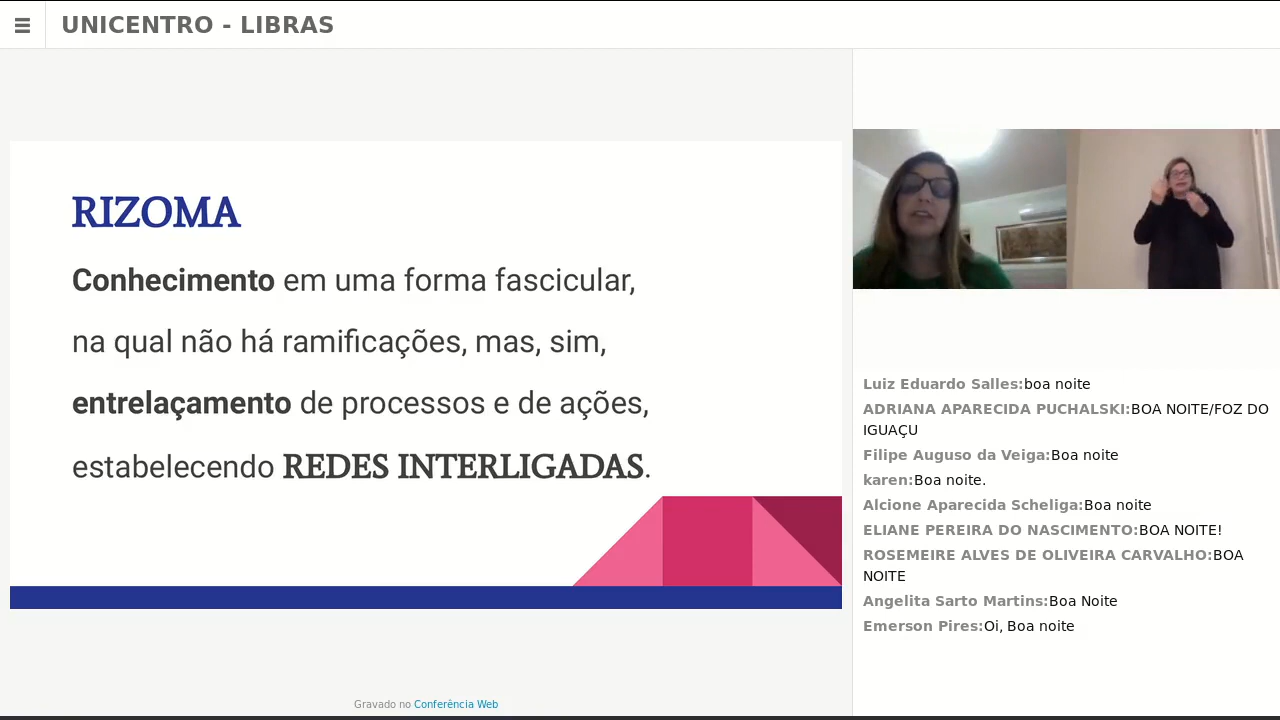 UNICENTRO - LIBRAS
RIZOMA
Conhecimento em uma forma fascicular,
na qual não há ramificações, mas, sim,
entrelaçamento de processos e de ações,
estabelecendo REDES INTERLIGADAS.
Luiz Eduardo Salles:boa noite
ADRIANA APARECIDA PUCHALSKI:BOA NOITE/FOZ DO
IGUAÇU
Filipe Auguso da Veiga:Boa noite
karen:Boa noite.
Alcione Aparecida Scheliga:Boa noite
ELIANE PEREIRA DO NASCIMENTO:BOA NOITE!
ROSEMEIRE ALVES DE OLIVEIRA CARVALHO:BOA
NOITE
Angelita Sarto Martins:Boa Noite
Emerson Pires:Oi, Boa noite
Gravado no Conferência Web